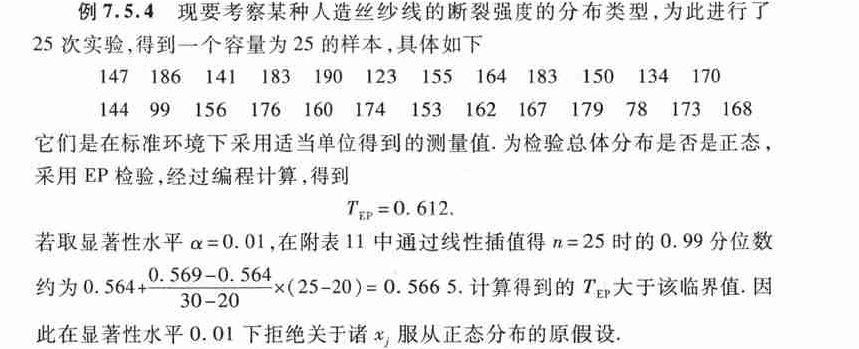 例 7.5.4 现要考察某种人造丝纱线的断裂强度的分布类型,为此进行了
25 次实验,得到一个容量为 25 的样本,具体如下
147 186 141 183 190 123 155 164 183 150 134 170
144 99 156 176 160 174 153 162 167 179 78 173 168
它们是在标准环境下采用适当单位得到的测量值. 为检验总体分布是否是正态,
采用 EP 检验,经过编程计算,得到
T_EP = 0. 612.
若取显著性水平 α=0. 01,在附表 11 中通过线性插值得 n=25 时的 0. 99 分位数
约为 0. 564+(0. 569-0. 564)/(30-20)×(25-20)= 0. 566 5. 计算得到的 T_EP大于该临界值. 因
此在显著性水平 0. 01 下拒绝关于诸 x_j 服从正态分布的原假设.